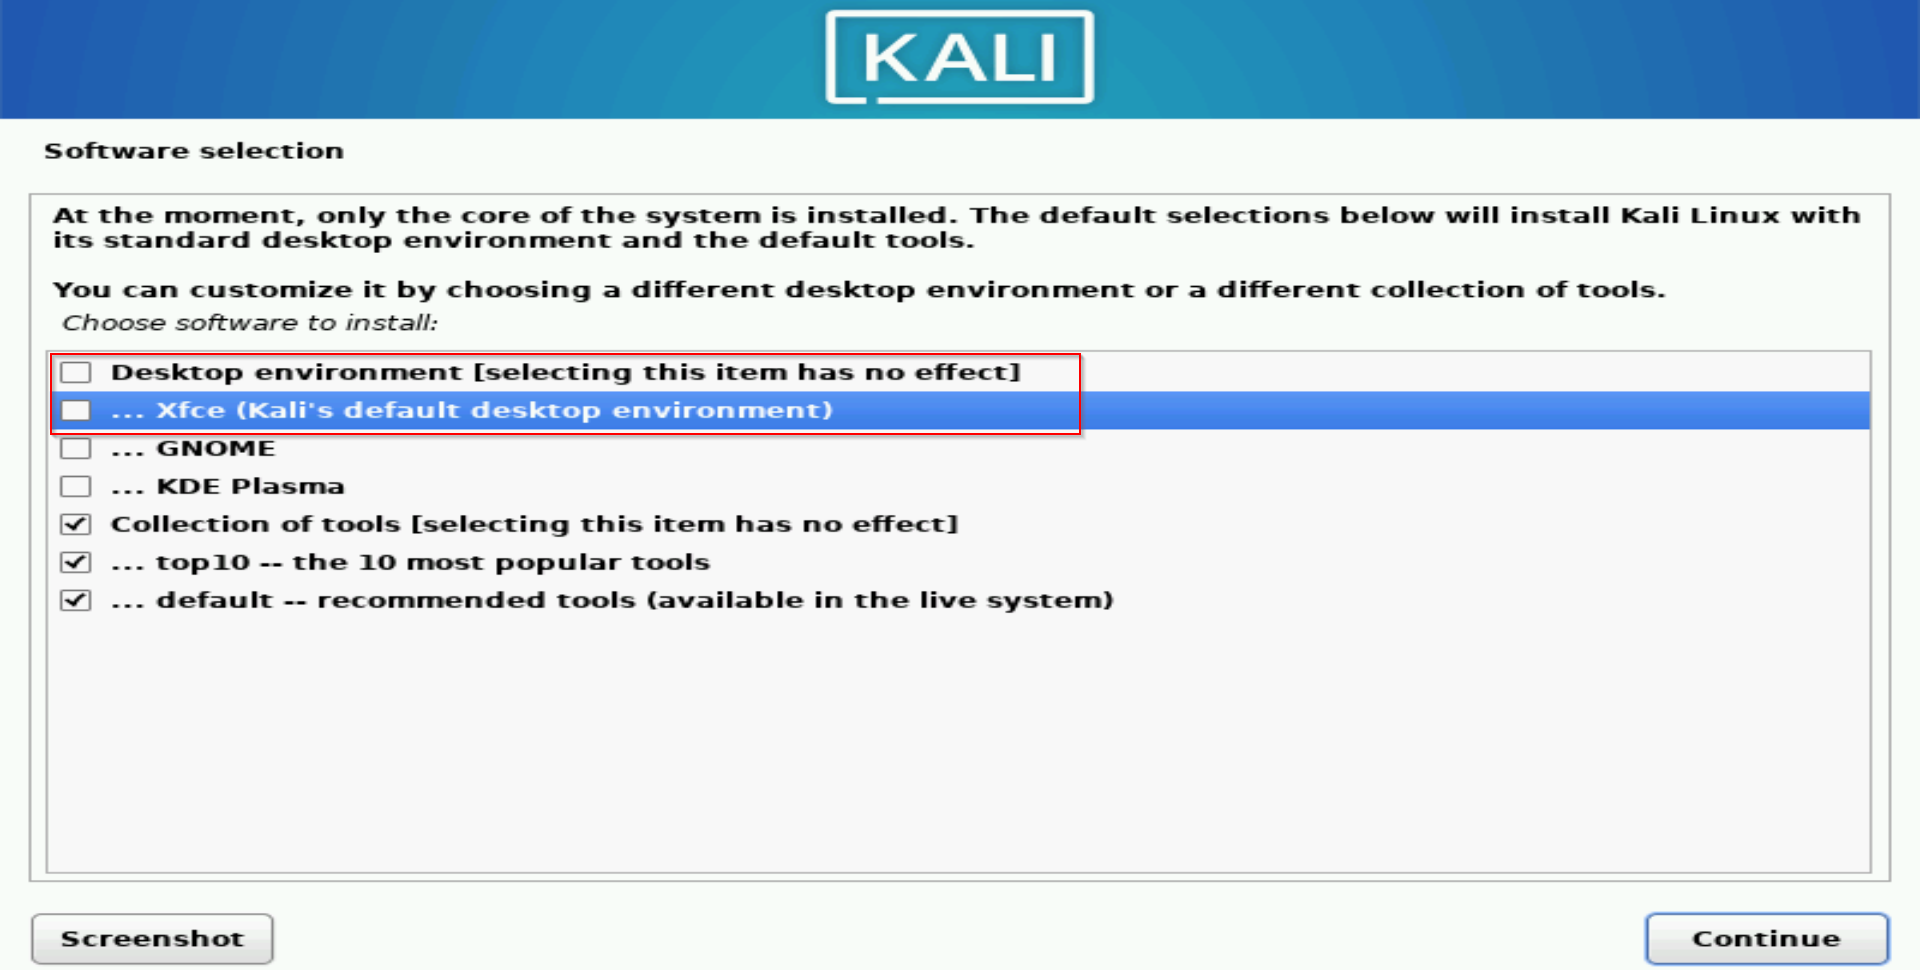 KALI
Software selection
At the moment, only the core of the system is installed. The default selections below will install Kali Linux with
its standard desktop environment and the default tools.
You can customize it by choosing a different desktop environment or a different collection of tools.
Choose software to install:
Desktop environment [selecting this item has no effect]
... Xfce (Kali's default desktop environment)
... GNOME
... KDE Plasma
Collection of tools [selecting this item has no effect]
... top10 -- the 10 most popular tools
... default -- recommended tools (available in the live system)
Screenshot
Continue